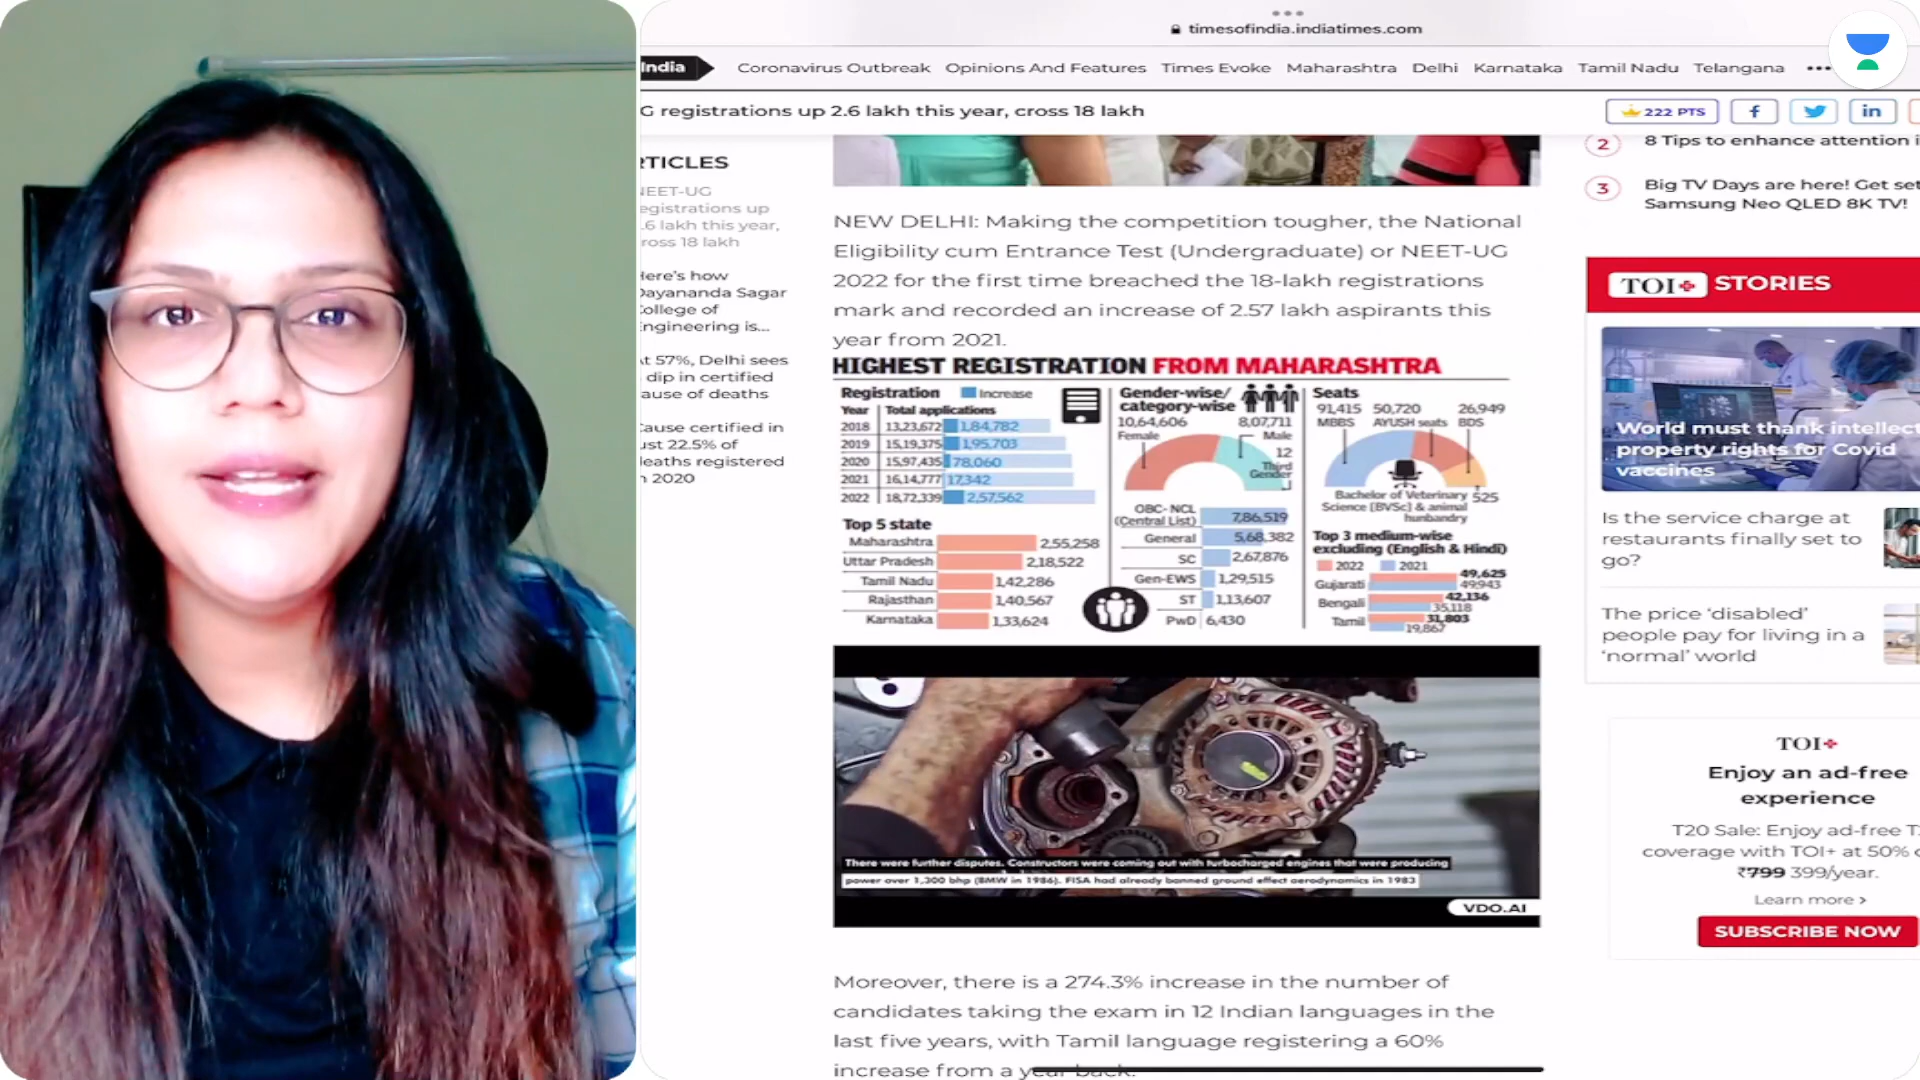 timesofindia.indiatimes.com
India
Coronavirus Outbreak Opinions And Features Times Evoke Maharashtra Delhi Karnataka Tamil Nadu Telangana
G registrations up 2.6 lakh this year, cross 18 lakh
222 PTS
f
in
RTICLES
NEET-UG
egistrations up
.6 lakh this year,
ross 18 lakh
Here's how
Dayananda Sagar
College of
Engineering is...
At 57%, Delhi sees
dip in certified
ause of deaths
Cause certified in
ust 22.5% of
deaths registered
n 2020
NEW DELHI: Making the competition tougher, the National
Eligibility cum Entrance Test (Undergraduate) or NEET-UG
2022 for the first time breached the 18-lakh registrations
mark and recorded an increase of 2.57 lakh aspirants this
year from 2021.
HIGHEST REGISTRATION FROM MAHARASHTRA
Registration Increase
Year Total applications
2018 13,23,672 1,84,782
2019 15,19,375 1,95,703
2020 15,97,435 78,060
2021 16,14,777 17,342
2022 18,72,339 2,57,562
Top 5 state
Maharashtra 2,55,258
Uttar Pradesh 2,18,522
Tamil Nadu 1,42,286
Rajasthan 1,40,567
Karnataka 1,33,624
Gender-wise/
category-wise
10,64,606 8,07,711
Female Male
12
Third
Gender
OBC-NCL
(Central List) 7,86,519
General 5,68,382
SC 2,67,876
Gen-EWS 1,29,515
ST 1,13,607
PwD 6,430
Seats
91,415 50,720 26,949
MBBS AYUSH seats BDS
Bachelor of Veterinary 525
Science [BVSc] & animal
hunbandry
Top 3 medium-wise
excluding (English & Hindi)
2022 2021
Gujarati 49,625
49,943
Bengali 42,136
35,118
Tamil 31,803
19,867
There were further disputes. Constructors were coming out with turbocharged engines that were producing
power over 1,300 bhp (BMW in 1986). FISA had already banned ground effect aerodynamics in 1983
VDO.AI
Moreover, there is a 274.3% increase in the number of
candidates taking the exam in 12 Indian languages in the
last five years, with Tamil language registering a 60%
increase from a year back.
2 8 Tips to enhance attention i
3 Big TV Days are here! Get set
Samsung Neo QLED 8K TV!
TOI+ STORIES
World must thank intellect
property rights for Covid
vaccines
Is the service charge at
restaurants finally set to
go?
The price 'disabled'
people pay for living in a
'normal' world
TOI+
Enjoy an ad-free
experience
T20 Sale: Enjoy ad-free T
coverage with TOI+ at 50% o
₹799 399/year.
Learn more >
SUBSCRIBE NOW